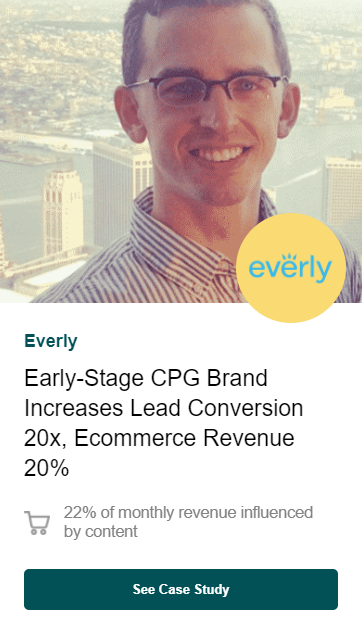 everly
Everly
Early-Stage CPG Brand
Increases Lead Conversion
20x, Ecommerce Revenue
20%
22% of monthly revenue influenced
by content
See Case Study